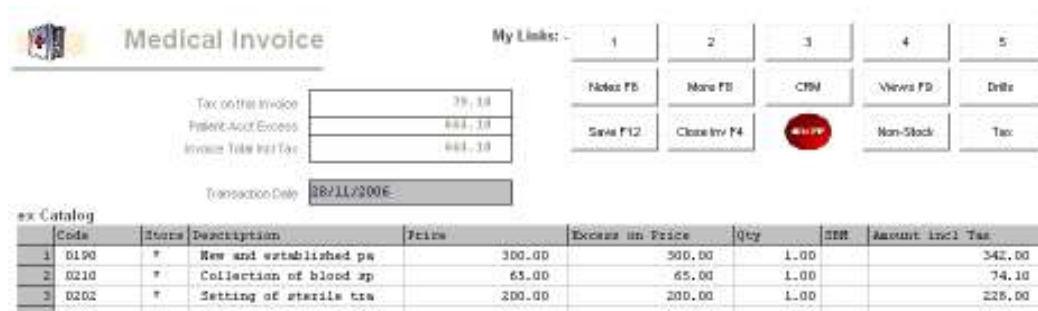 Medical Invoice
My Links: -
1 2 3 4 5
Notes F6 More F8 CRM Views F9 Drills
Tax on this Invoice 79.10
Patient Acct Excess
Save F12 Close Inv F4 Non-Stock Tax
Invoice Total Incl Tax
Transaction Date 28/11/2006
ex Catalog
Code Store Description Price Excess on Price Qty Amount incl Tax
1 0190 * New and established pa 300.00 300.00 1.00 342.00
2 0210 * Collection of blood sp 65.00 65.00 1.00 74.10
3 0202 * Setting of sterile tra 200.00 200.00 1.00 228.00